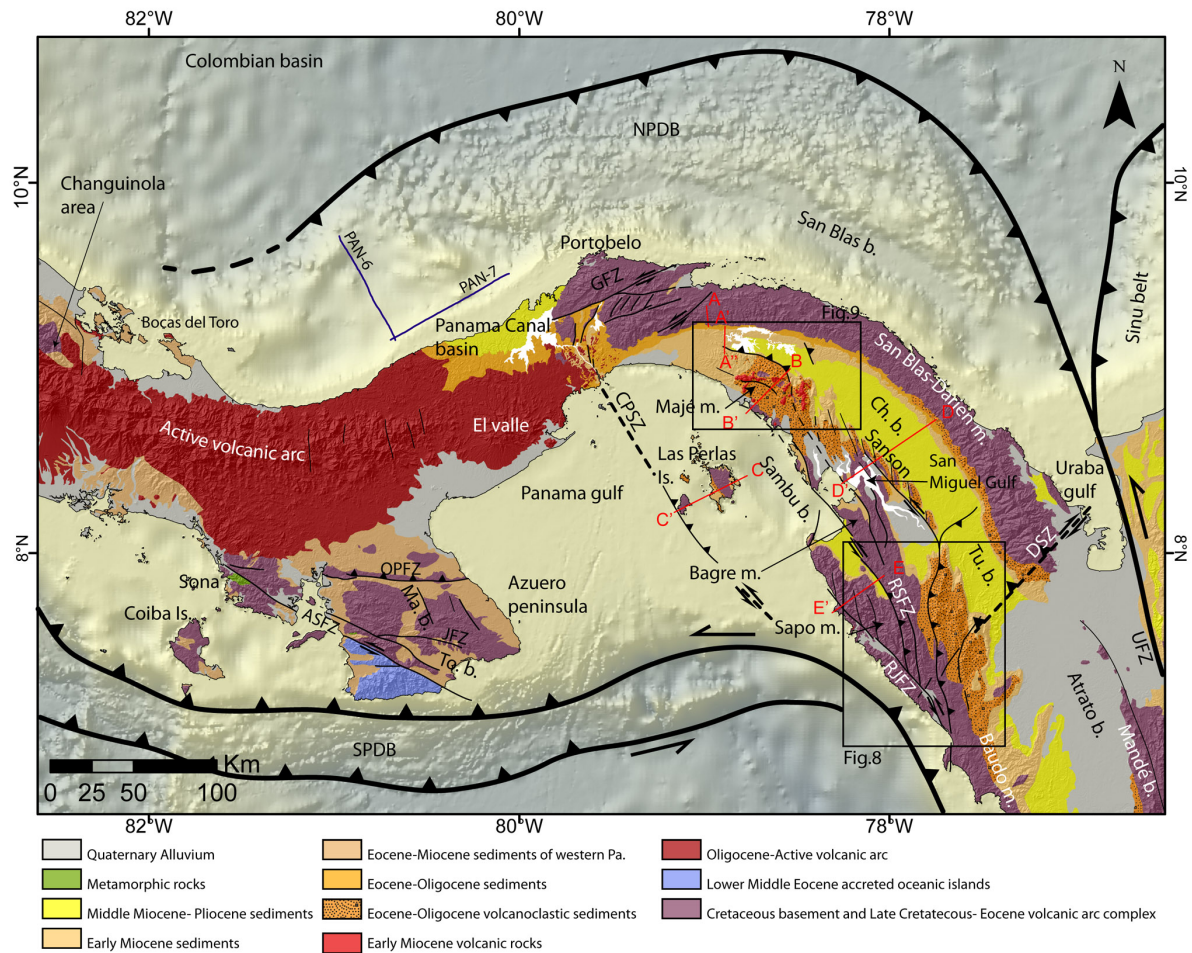 82°W
80°W
78°W
Colombian basin
N
NPDB
10°N
10°N
Changuinola
area
PAN-6
San Blas b.
Portobelo
PAN-7
GFZ
Sinu belt
A
A'
Bocas del Toro
Panama Canal
basin
Fig.9
San Blas-Darien m.
A''
B
Majé m.
B'
CPSZ
El valle
Active volcanic arc
Ch. b.
D
Sanson
Las Perlas
Is.
C
San
Miguel Gulf
Uraba
gulf
Panama gulf
Sambu b.
D'
C'
8°N
8°N
DSZ
OPFZ
Bagre m.
Tu. b.
Sona
Ma. b.
Azuero
peninsula
E
RSFZ
Coiba Is.
ASFZ
E'
JFZ
Sapo m.
To. b.
UFZ
RJFZ
Atrato b.
SPDB
Baudo m.
Mandé b.
Fig.8
Km
0 25 50 100
82°W
80°W
78°W
Quaternary Alluvium
Metamorphic rocks
Middle Miocene- Pliocene sediments
Early Miocene sediments
Eocene-Miocene sediments of western Pa.
Eocene-Oligocene sediments
Eocene-Oligocene volcanoclastic sediments
Early Miocene volcanic rocks
Oligocene-Active volcanic arc
Lower Middle Eocene accreted oceanic islands
Cretaceous basement and Late Cretatecous- Eocene volcanic arc complex